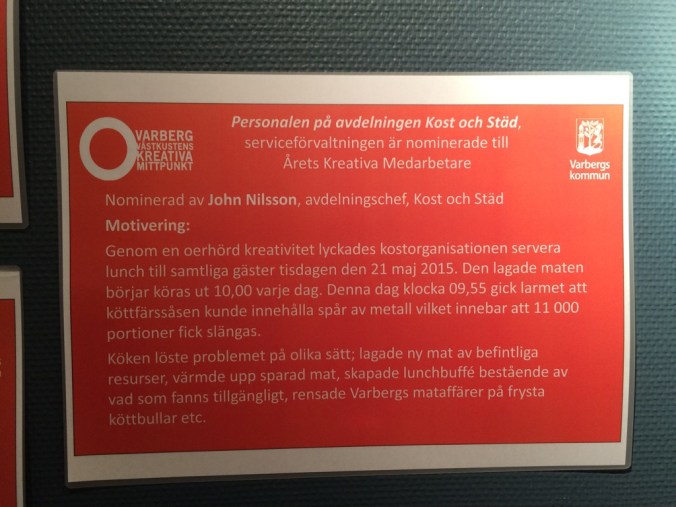 Personalen på avdelningen Kost och Städ,
serviceförvaltningen är nominerade till
Årets Kreativa Medarbetare
VARBERG
VÄSTKUSTENS
KREATIVA
MITTPUNKT
Varbergs
kommun
Nominerad av John Nilsson, avdelningschef, Kost och Städ
Motivering:
Genom en oerhörd kreativitet lyckades kostorganisationen servera
lunch till samtliga gäster tisdagen den 21 maj 2015. Den lagade maten
börjar köras ut 10,00 varje dag. Denna dag klocka 09,55 gick larmet att
köttfärssåsen kunde innehålla spår av metall vilket innebar att 11 000
portioner fick slängas.
Köken löste problemet på olika sätt; lagade ny mat av befintliga
resurser, värmde upp sparad mat, skapade lunchbuffé bestående av
vad som fanns tillgängligt, rensade Varbergs mataffärer på frysta
köttbullar etc.